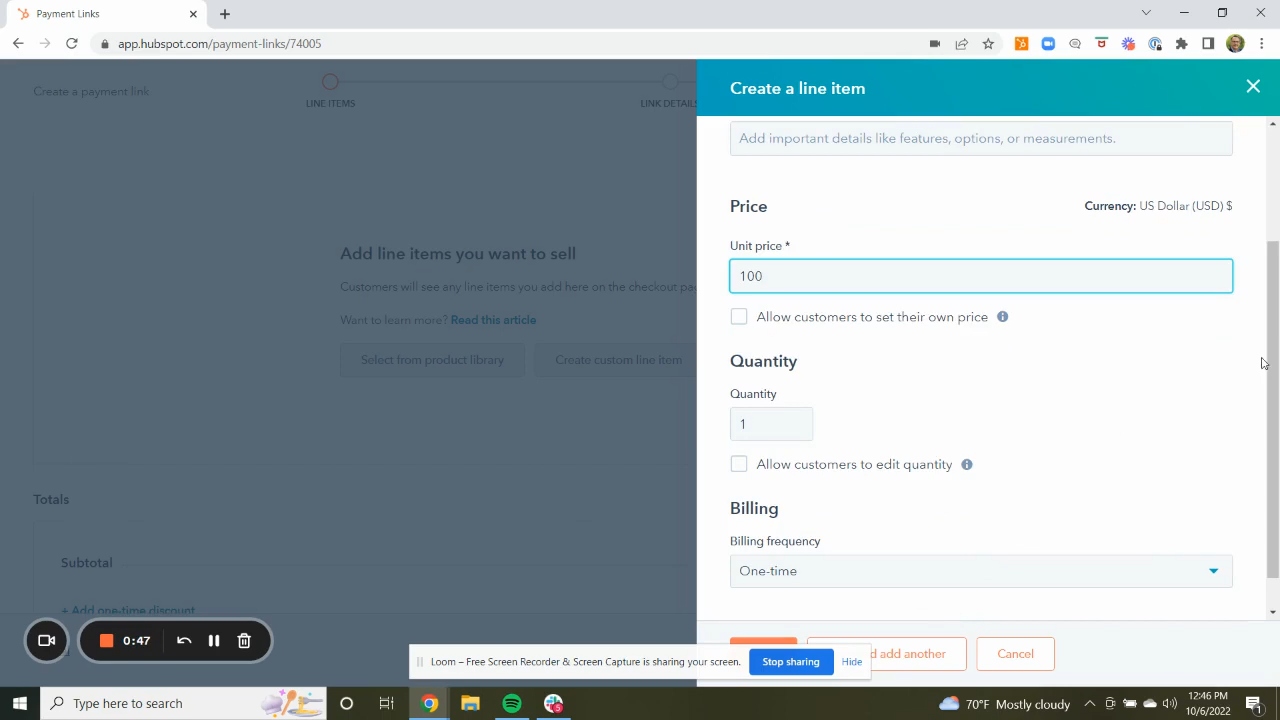 Payment Links
app.hubspot.com/payment-links/74005
Create a payment link
LINE ITEMS
LINK DETAILS
Add line items you want to sell
Customers will see any line items you add here on the checkout
Want to learn more? Read this article
Select from product library
Create custom line item
Totals
Subtotal
+ Add one-time discount
Create a line item
Add important details like features, options, or measurements.
Price
Currency: US Dollar (USD) $
Unit price *
100
Allow customers to set their own price
Quantity
Quantity
1
Allow customers to edit quantity
Billing
Billing frequency
One-time
add another
Cancel
0:47
Loom – Free Screen Recorder & Screen Capture is sharing your screen.
Stop sharing
Hide
Type here to search
70°F Mostly cloudy
12:46 PM
10/6/2022